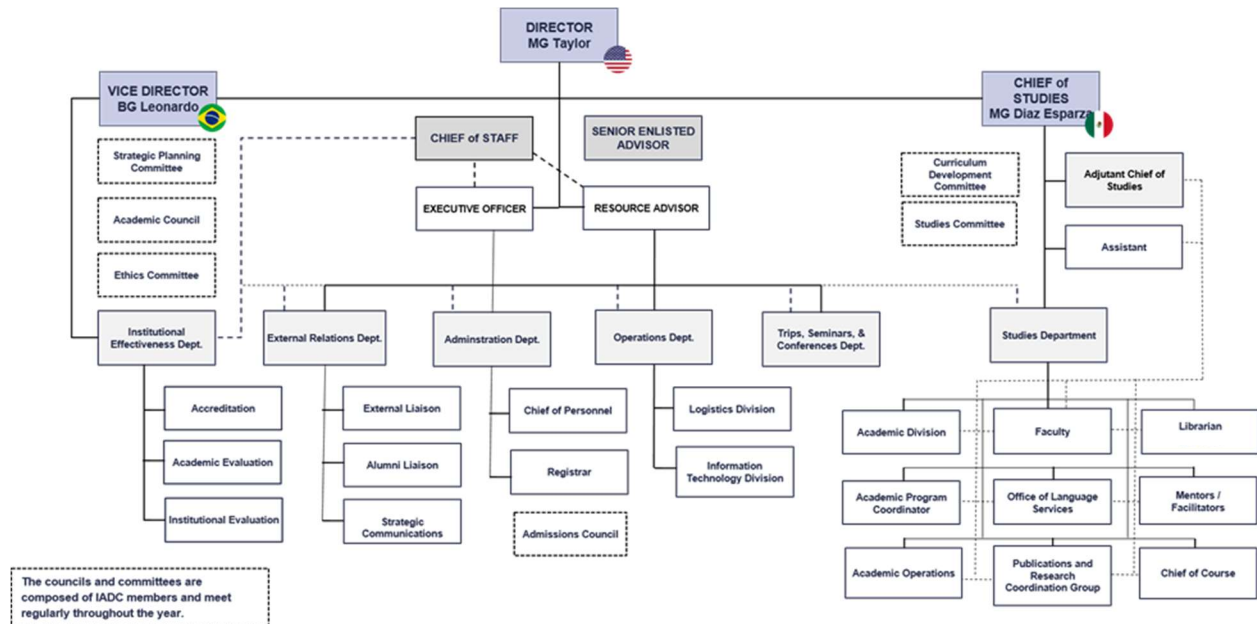 DIRECTOR
MG Taylor
VICE DIRECTOR
BG Leonardo
CHIEF of
STUDIES
MG Diaz Esparza
CHIEF of STAFF
SENIOR ENLISTED
ADVISOR
Strategic Planning
Committee
Curriculum
Development
Committee
Adjutant Chief of
Studies
EXECUTIVE OFFICER
RESOURCE ADVISOR
Academic Council
Studies Committee
Assistant
Ethics Committee
Institutional
Effectiveness Dept.
External Relations Dept.
Adminstration Dept.
Operations Dept.
Trips, Seminars, &
Conferences Dept.
Studies Department
Accreditation
External Liaison
Chief of Personnel
Logistics Division
Academic Division
Faculty
Librarian
Academic Evaluation
Alumni Liaison
Registrar
Information
Technology Division
Academic Program
Coordinator
Office of Language
Services
Mentors /
Facilitators
Institutional Evaluation
Strategic
Communications
Admissions Council
Academic Operations
Publications and
Research
Coordination Group
Chief of Course
The councils and committees are
composed of IADC members and meet
regularly throughout the year.